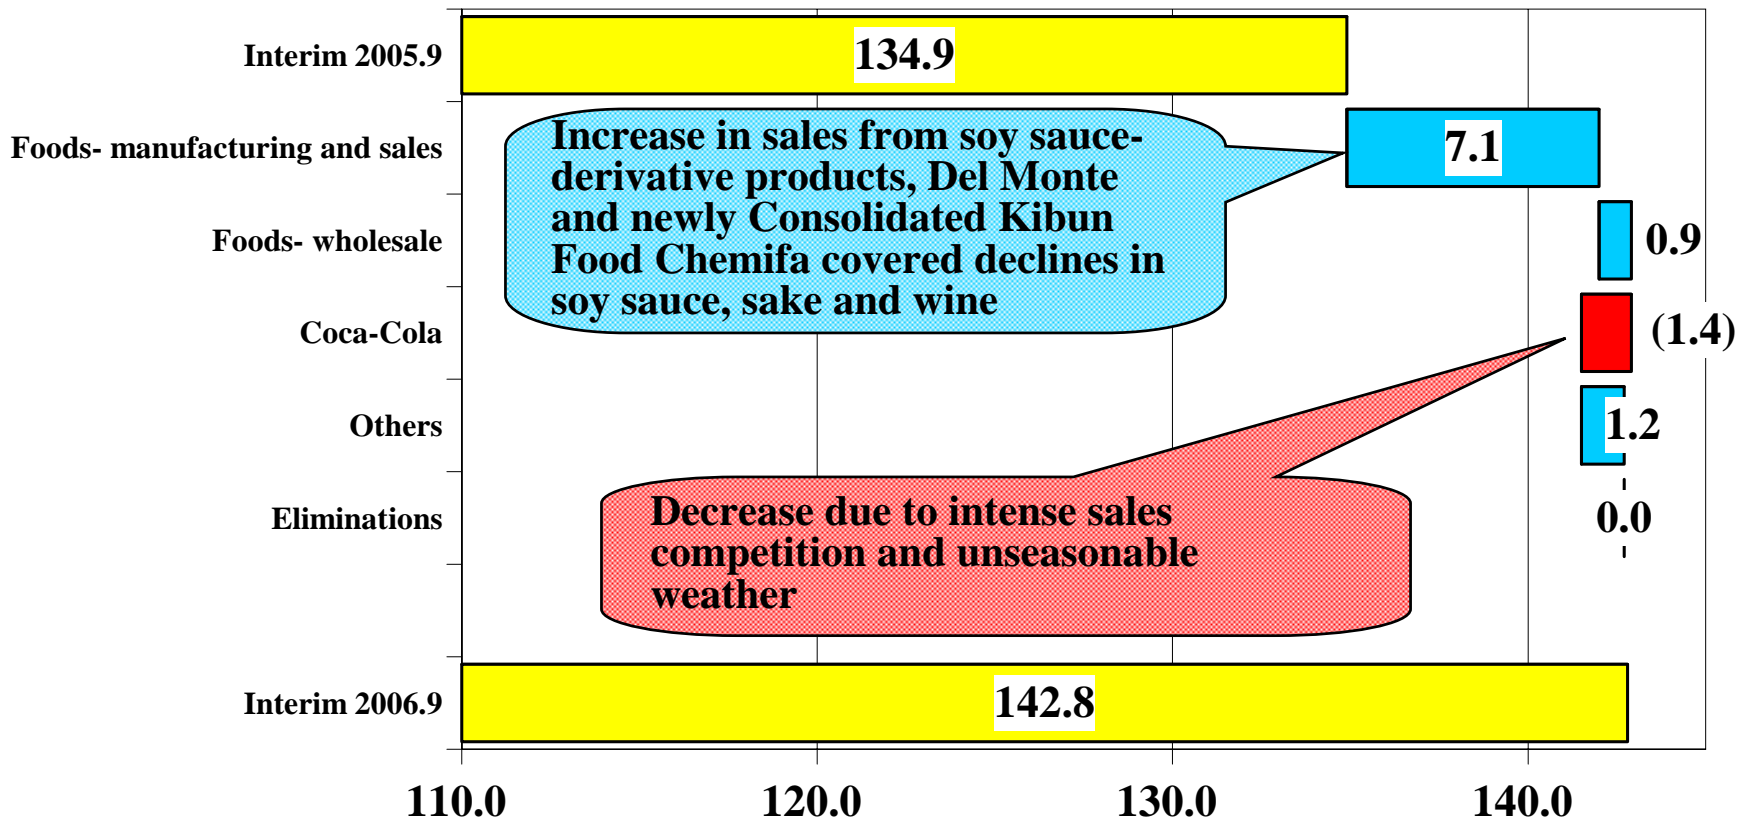 Interim 2005.9
134.9
Foods- manufacturing and sales
7.1
Increase in sales from soy sauce-
derivative products, Del Monte
and newly Consolidated Kibun
Food Chemifa covered declines in
soy sauce, sake and wine
Foods- wholesale
0.9
Coca-Cola
(1.4)
Others
1.2
Eliminations
0.0
Decrease due to intense sales
competition and unseasonable
weather
Interim 2006.9
142.8
110.0
120.0
130.0
140.0